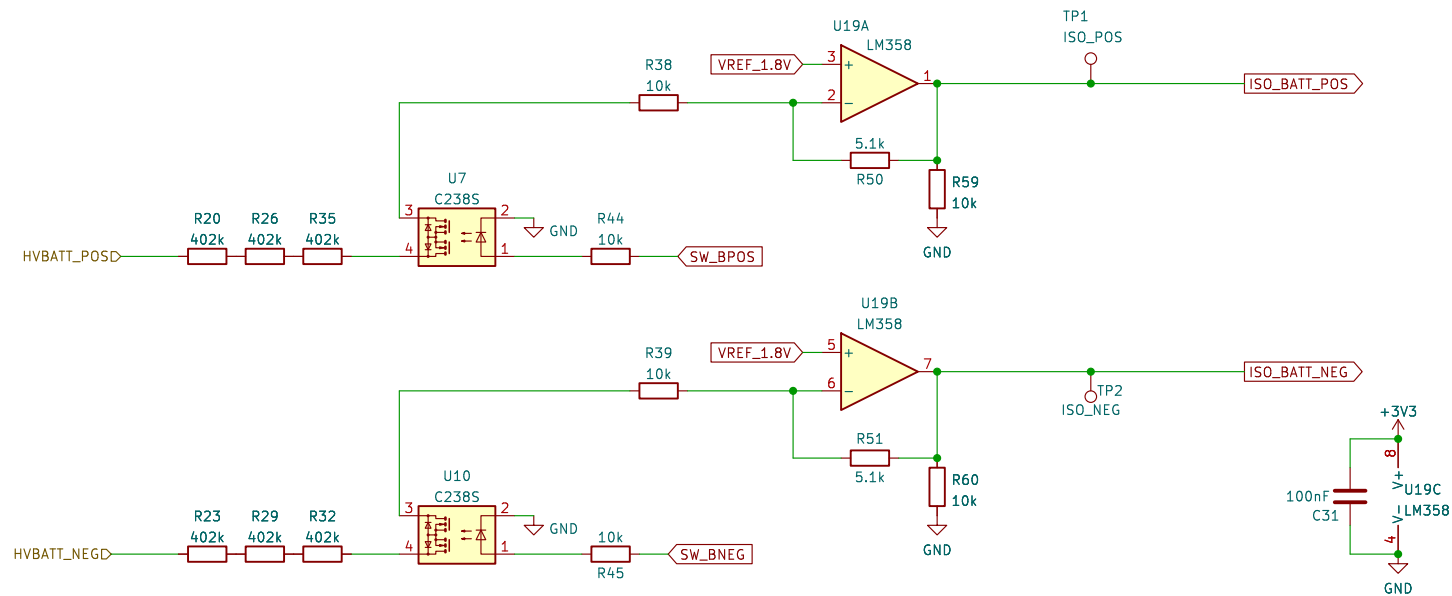 U19A
LM358
TP1
ISO_POS
VREF_1.8V
3
+
2
−
1
ISO_BATT_POS
R38
10k
5.1k
R50
R59
10k
GND
U7
C238S
3
4
2
1
GND
R44
10k
SW_BPOS
HVBATT_POS
R20
402k
R26
402k
R35
402k
U19B
LM358
VREF_1.8V
5
+
6
−
7
ISO_BATT_NEG
TP2
ISO_NEG
R39
10k
R51
5.1k
R60
10k
GND
U10
C238S
3
4
2
1
GND
10k
R45
SW_BNEG
HVBATT_NEG
R23
402k
R29
402k
R32
402k
+3V3
8
V+
U19C
LM358
V−
4
100nF
C31
GND